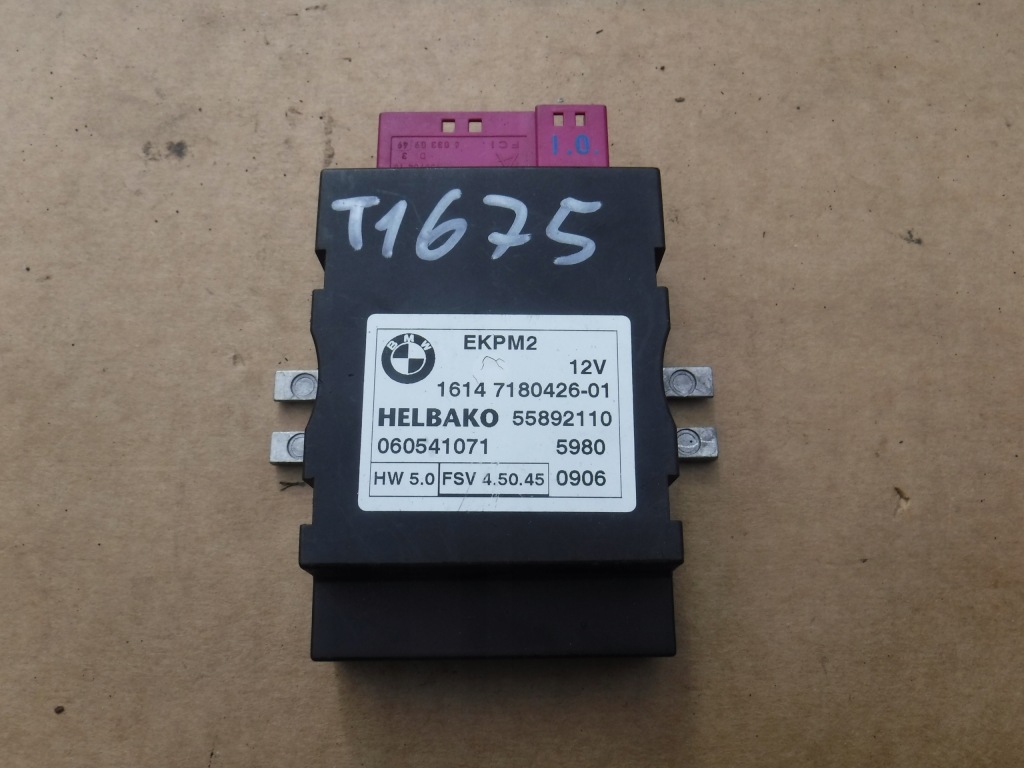 1.0.
T1675
BMW
EKPM2
12V
1614 7180426-01
HELBAKO 55892110
060541071 5980
HW 5.0 FSV 4.50.45 0906